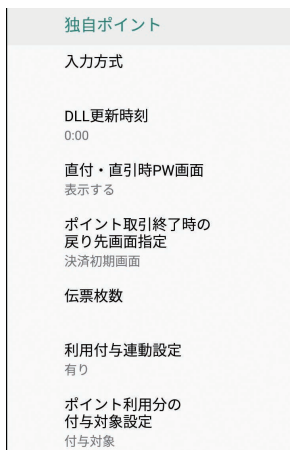 独自ポイント
入力方式
DLL更新時刻
0:00
直付・直引時PW画面
表示する
ポイント取引終了時の
戻り先画面指定
決済初期画面
伝票枚数
利用付与連動設定
有り
ポイント利用分の
付与対象設定
付与対象